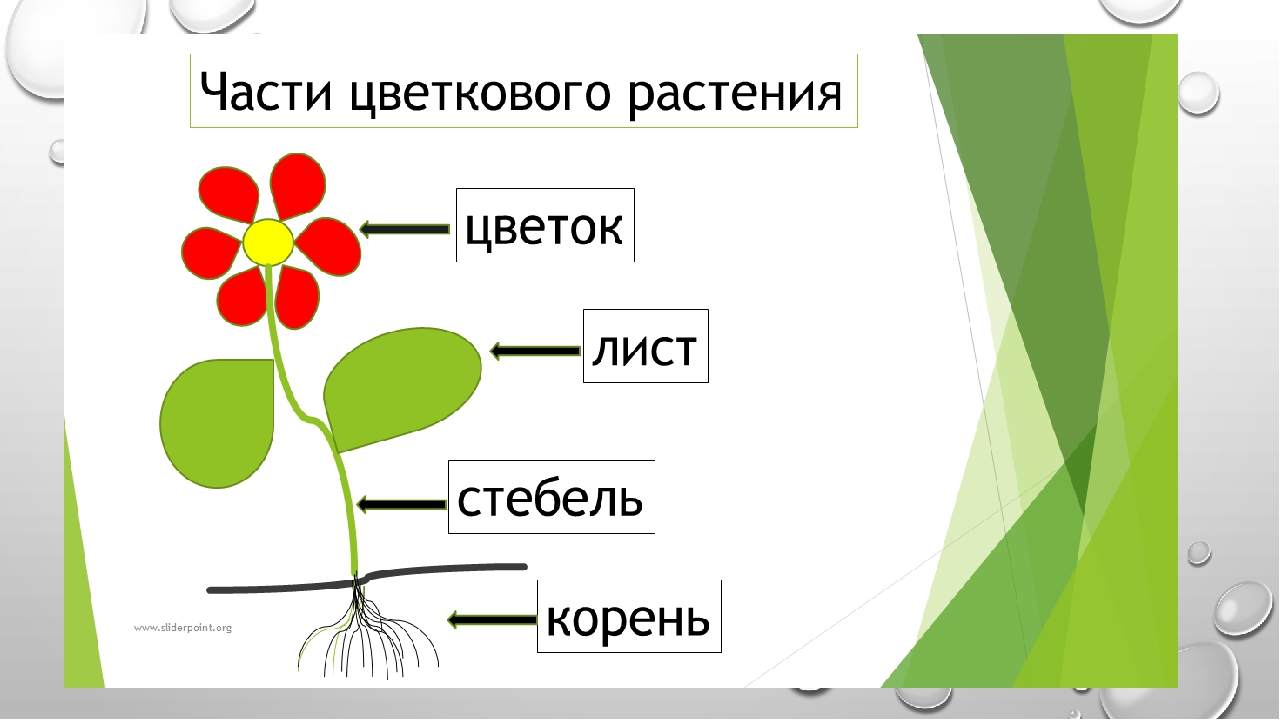 Части цветкового растения
цветок
лист
стебель
корень
www.sliderpoint.org